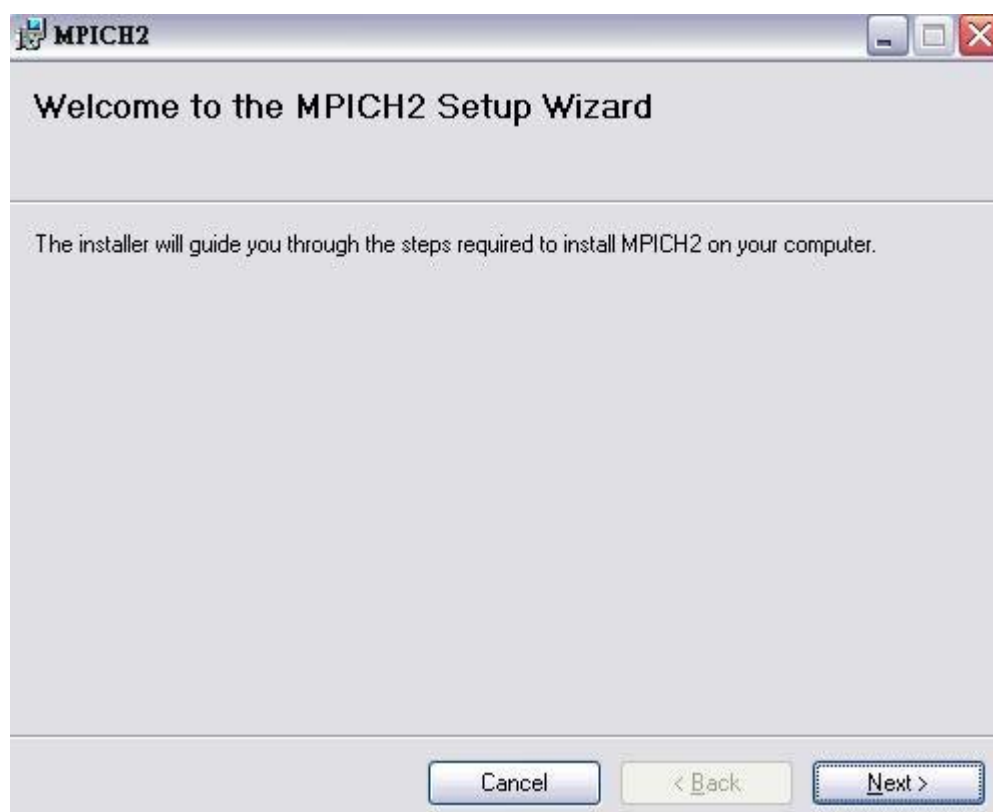 MPICH2
Welcome to the MPICH2 Setup Wizard
The installer will guide you through the steps required to install MPICH2 on your computer.
Cancel
< Back
Next >